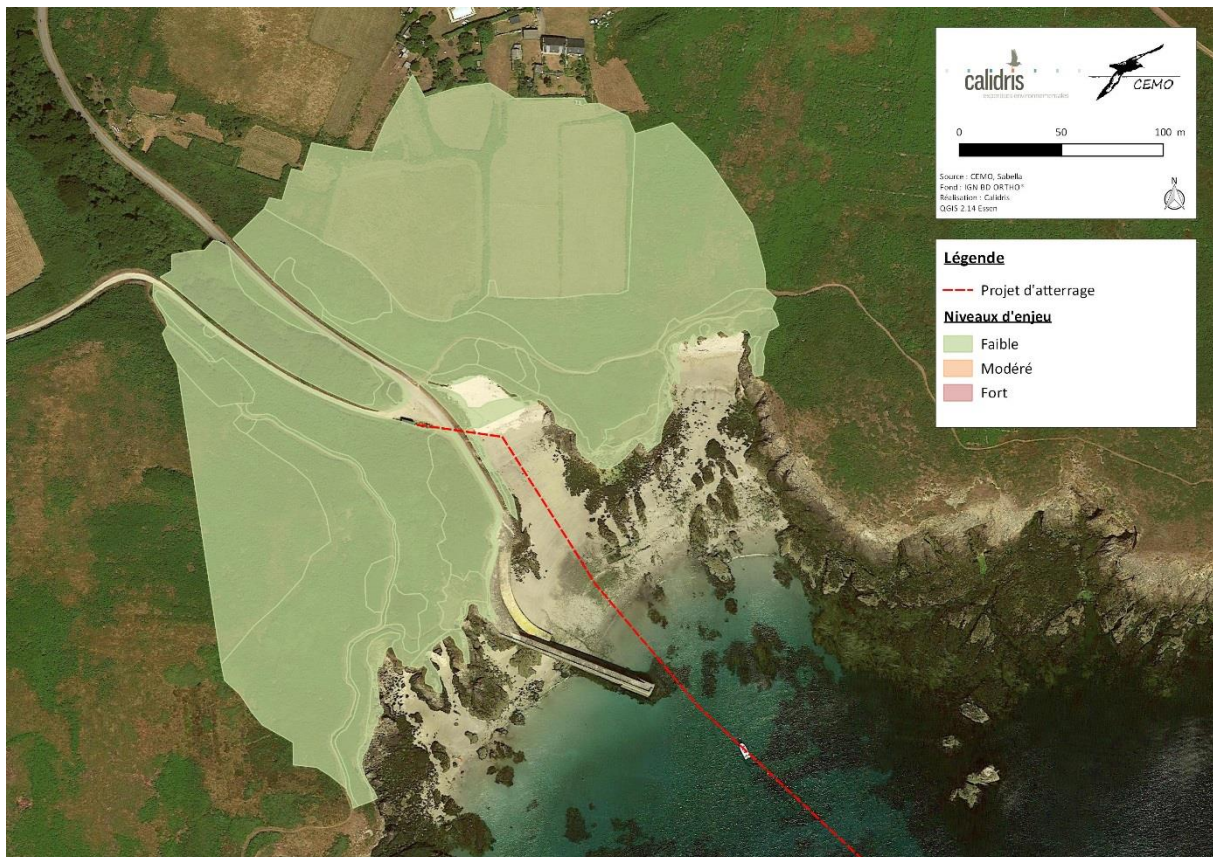 calidris
CEMO
0 50 100 m
Source : CEMO, Sabella
Fond : IGN BD ORTHO®
Réalisation : Calidris
QGIS 2.14 Essen
N
Légende
Projet d'atterrage
Niveaux d'enjeu
Faible
Modéré
Fort